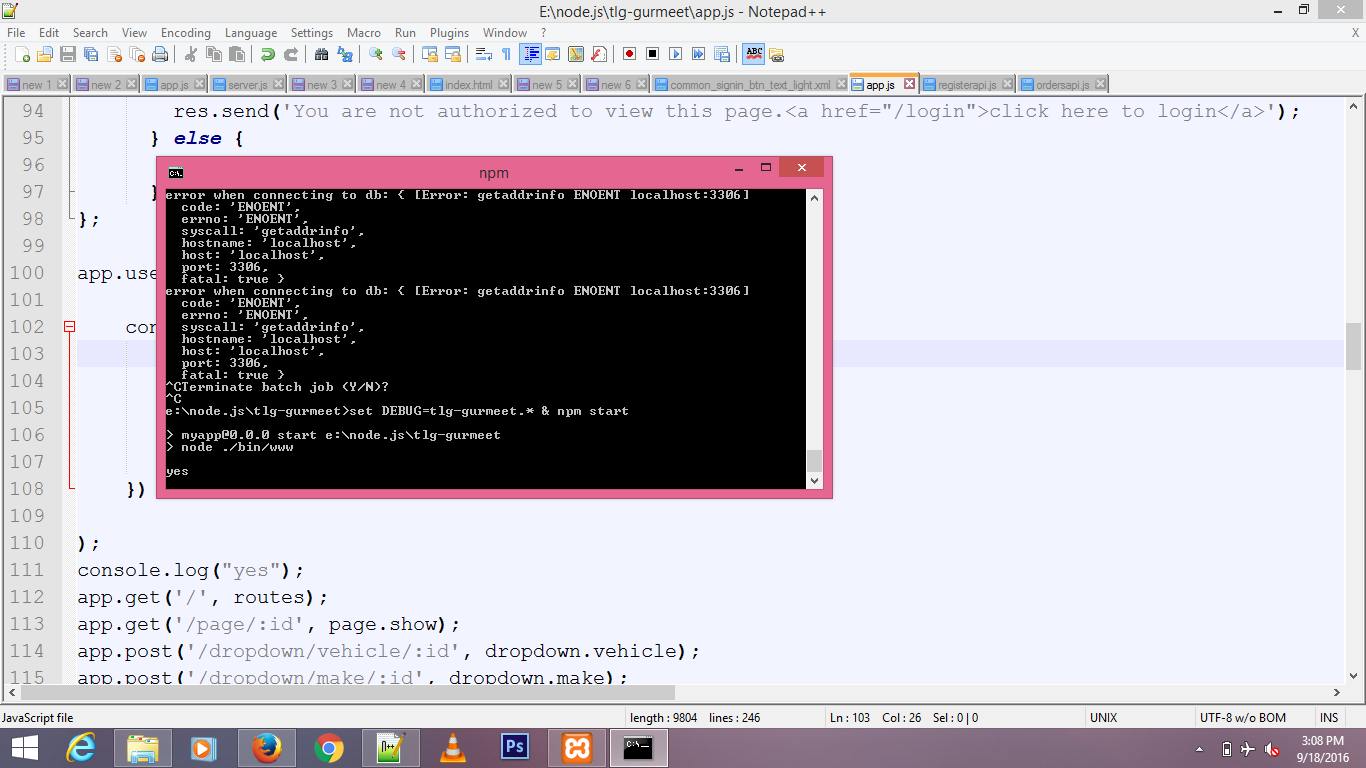 E:\node.js\tlg-gurmeet\app.js - Notepad++
File Edit Search View Encoding Language Settings Macro Run Plugins Window ? X
new 1 new 2 app.js server.js new 3 new 4 index.html new 5 new 6 common_signin_btn_text_light.xml app.js registerapi.js ordersapi.js
94 res.send('You are not authorized to view this page.<a href="/login">click here to login</a>');
95 } else {
96
97 }
98 };
99
100 app.use
101
102 con
103
104
105
106
107
108 })
109
110 );
111 console.log("yes");
112 app.get('/', routes);
113 app.get('/page/:id', page.show);
114 app.post('/dropdown/vehicle/:id', dropdown.vehicle);
115 app.post('/dropdown/make/:id', dropdown.make);
npm
error when connecting to db: { [Error: getaddrinfo ENOENT localhost:3306]
code: 'ENOENT',
errno: 'ENOENT',
syscall: 'getaddrinfo',
hostname: 'localhost',
host: 'localhost',
port: 3306,
fatal: true }
error when connecting to db: { [Error: getaddrinfo ENOENT localhost:3306]
code: 'ENOENT',
errno: 'ENOENT',
syscall: 'getaddrinfo',
hostname: 'localhost',
host: 'localhost',
port: 3306,
fatal: true }
^CTerminate batch job (Y/N)?
^C
e:\node.js\tlg-gurmeet>set DEBUG=tlg-gurmeet.* & npm start
> myapp@0.0.0 start e:\node.js\tlg-gurmeet
> node ./bin/www
yes
JavaScript file length : 9804 lines : 246 Ln : 103 Col : 26 Sel : 0 | 0 UNIX UTF-8 w/o BOM INS
Ps
3:08 PM
9/18/2016